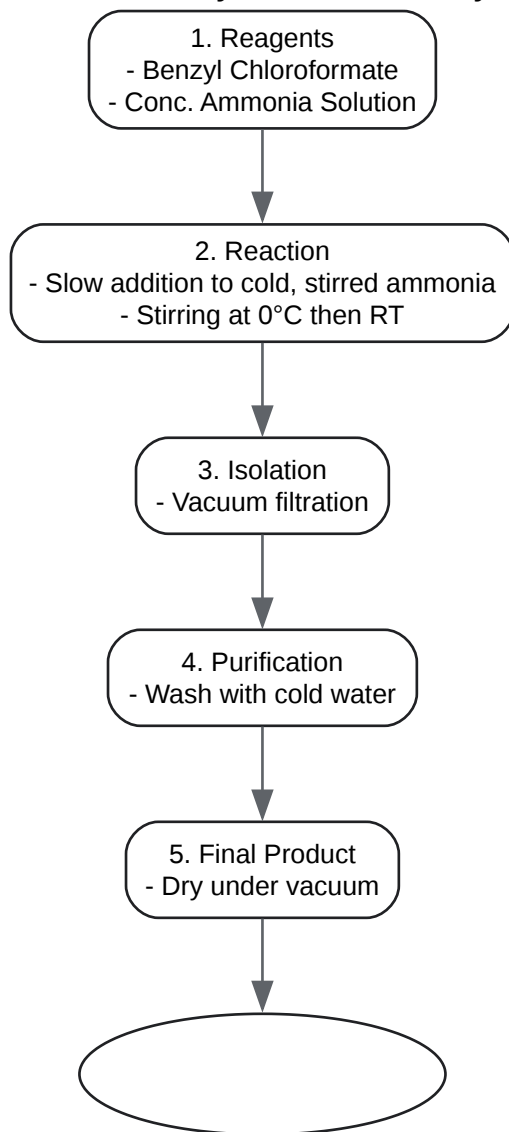 1. Reagents
- Benzyl Chloroformate
- Conc. Ammonia Solution
2. Reaction
- Slow addition to cold, stirred ammonia
- Stirring at 0°C then RT
3. Isolation
- Vacuum filtration
4. Purification
- Wash with cold water
5. Final Product
- Dry under vacuum